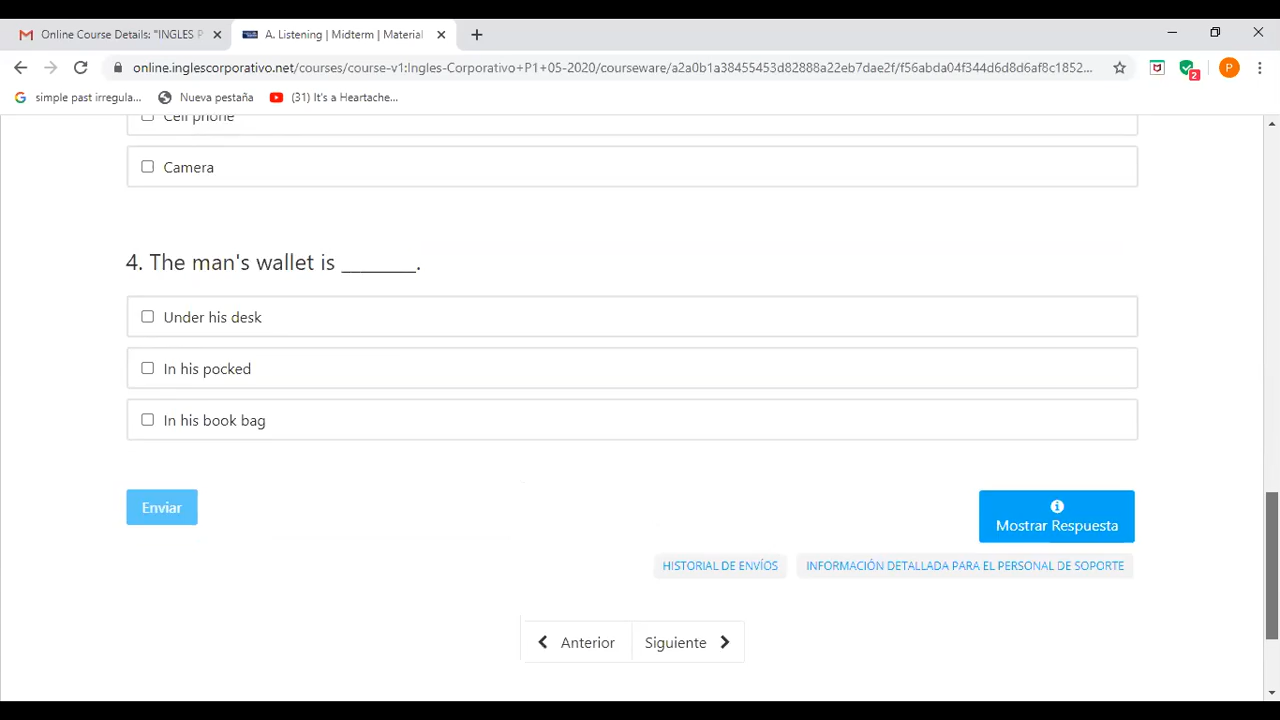 Online Course Details: "INGLES P
A. Listening | Midterm | Material
online.inglescorporativo.net/courses/course-v1:Ingles-Corporativo+P1+05-2020/courseware/a2a0b1a38455453d82888a22eb7dae2f/f56abda04f344d6d8d6af8c1852...
P
2
simple past irregula...
Nueva pestaña
(31) It's a Heartache...
Cell phone
Camera
4. The man's wallet is ________.
Under his desk
In his pocked
In his book bag
Enviar
Mostrar Respuesta
HISTORIAL DE ENVÍOS
INFORMACIÓN DETALLADA PARA EL PERSONAL DE SOPORTE
Anterior
Siguiente